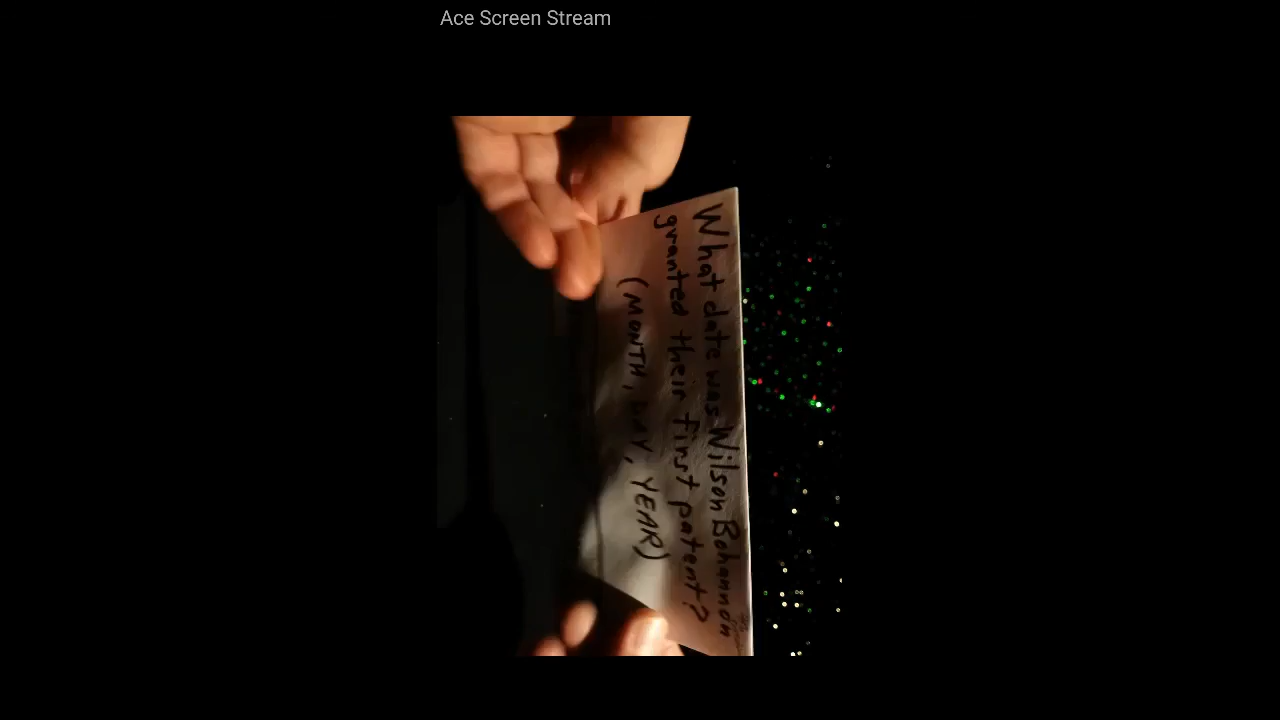 Ace Screen Stream
What date was Wilson Bohannon
granted their first patent?
(MONTH, DAY, YEAR)